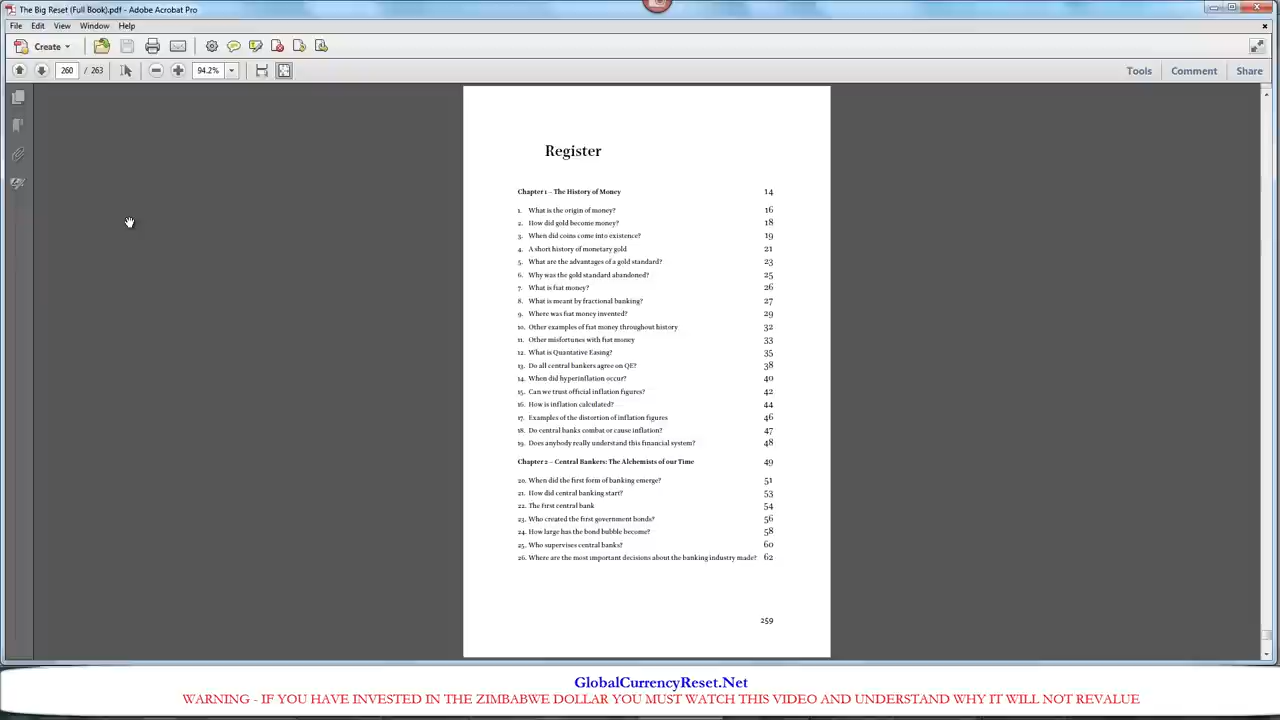 The Big Reset (Full Book).pdf - Adobe Acrobat Pro
File Edit View Window Help
Create
260 / 263 94.2% Tools Comment Share
Register
Chapter 1 – The History of Money 14
1. What is the origin of money? 16
2. How did gold become money? 18
3. When did coins come into existence? 19
4. A short history of monetary gold 21
5. What are the advantages of a gold standard? 23
6. Why was the gold standard abandoned? 25
7. What is fiat money? 26
8. What is meant by fractional banking? 27
9. Where was fiat money invented? 29
10. Other examples of fiat money throughout history 32
11. Other misfortunes with fiat money 33
12. What is Quantative Easing? 35
13. Do all central bankers agree on QE? 38
14. When did hyperinflation occur? 40
15. Can we trust official inflation figures? 42
16. How is inflation calculated? 44
17. Examples of the distortion of inflation figures 46
18. Do central banks combat or cause inflation? 47
19. Does anybody really understand this financial system? 48
Chapter 2 – Central Bankers: The Alchemists of our Time 49
20. When did the first form of banking emerge? 51
21. How did central banking start? 53
22. The first central bank 54
23. Who created the first government bonds? 56
24. How large has the bond bubble become? 58
25. Who supervises central banks? 60
26. Where are the most important decisions about the banking industry made? 62
259
GlobalCurrencyReset.Net
WARNING - IF YOU HAVE INVESTED IN THE ZIMBABWE DOLLAR YOU MUST WATCH THIS VIDEO AND UNDERSTAND WHY IT WILL NOT REVALUE